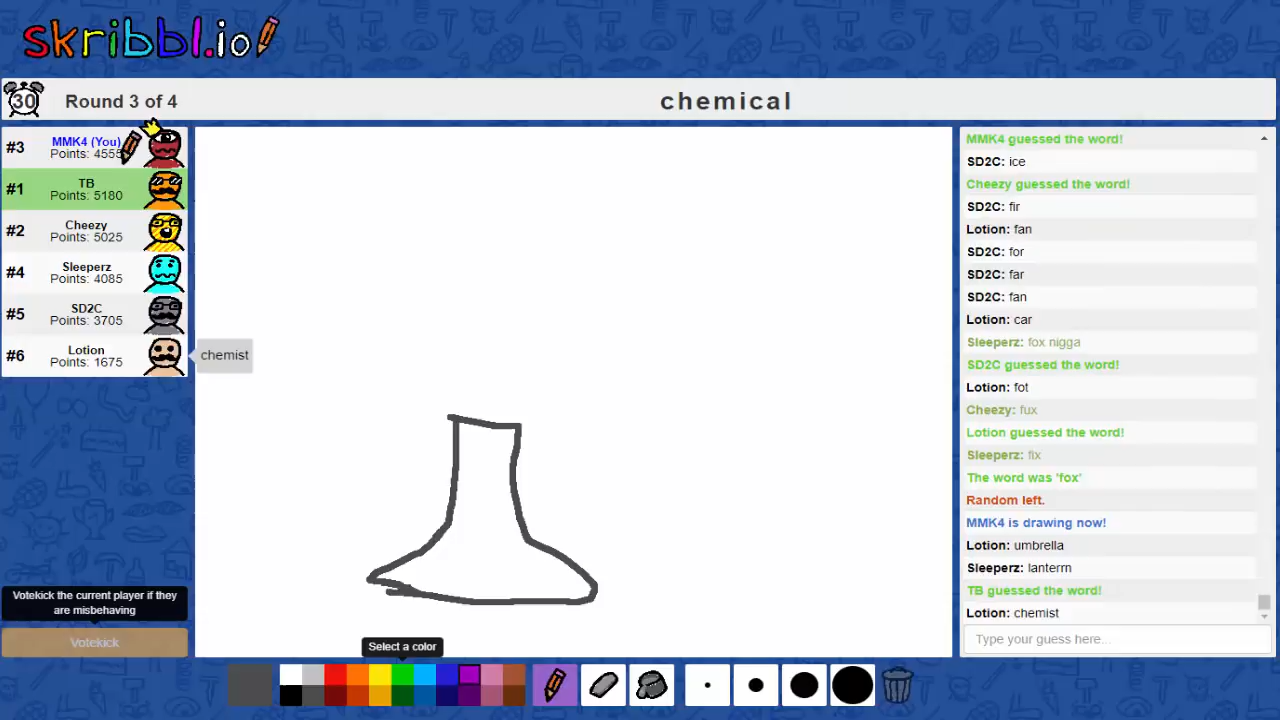 skribbl.io
30
Round 3 of 4
chemical
#3
MMK4 (You)
Points: 4555
#1
TB
Points: 5180
#2
Cheezy
Points: 5025
#4
Sleeperz
Points: 4085
#5
SD2C
Points: 3705
#6
Lotion
Points: 1675
chemist
MMK4 guessed the word!
SD2C: ice
Cheezy guessed the word!
SD2C: fir
Lotion: fan
SD2C: for
SD2C: far
SD2C: fan
Lotion: car
Sleeperz: fox nigga
SD2C guessed the word!
Lotion: fot
Cheezy: fux
Lotion guessed the word!
Sleeperz: fix
The word was 'fox'
Random left.
MMK4 is drawing now!
Lotion: umbrella
Sleeperz: lanterrn
TB guessed the word!
Lotion: chemist
Type your guess here...
Votekick the current player if they
are misbehaving
Votekick
Select a color